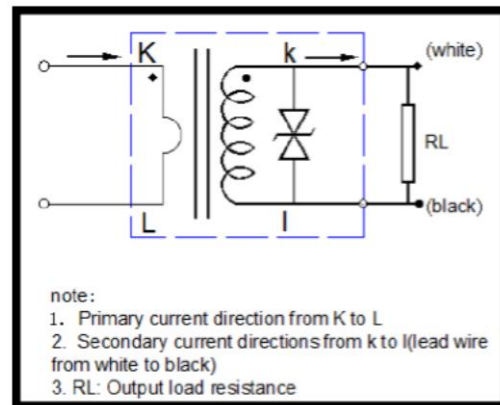 K
k
(white)
RL
L
l
(black)
note:
1. Primary current direction from K to L
2. Secondary current directions from k to l(lead wire
from white to black)
3. RL: Output load resistance